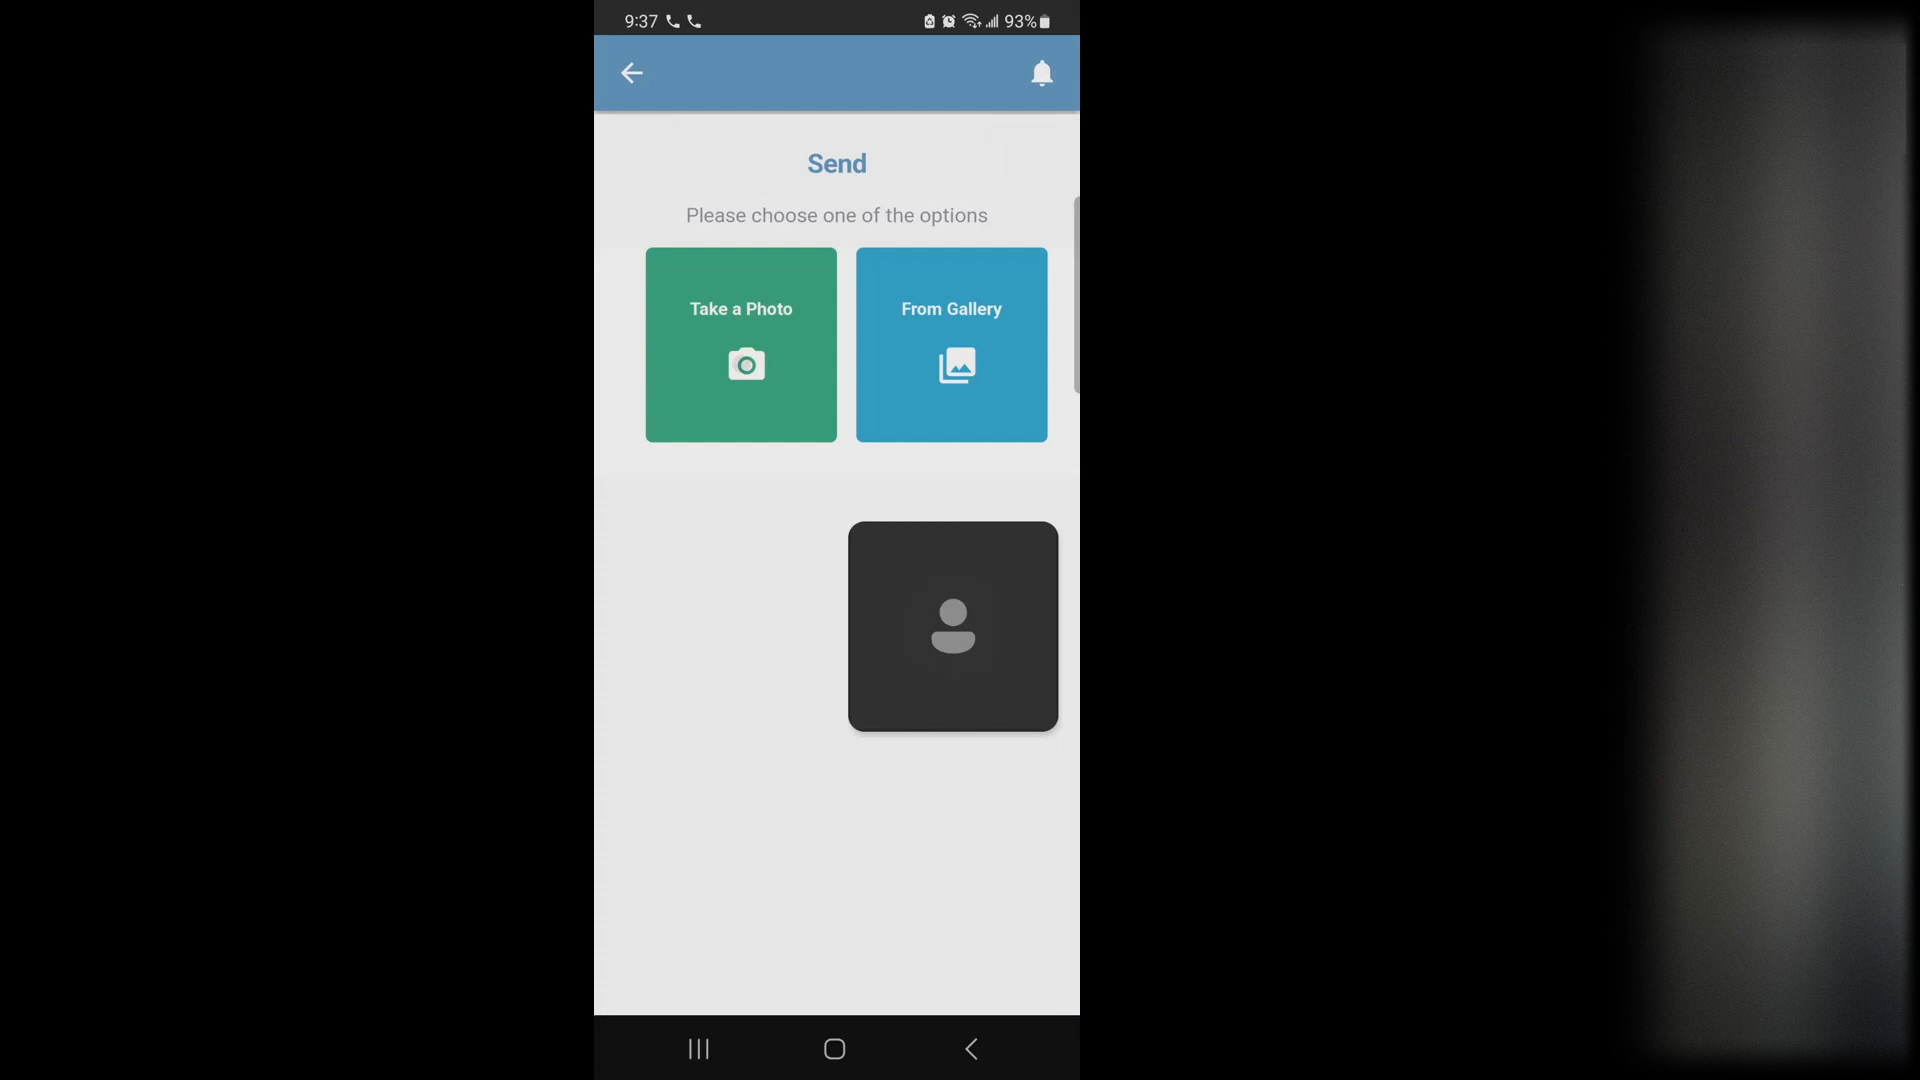 9:37
93%
Send
Please choose one of the options
Take a Photo
From Gallery